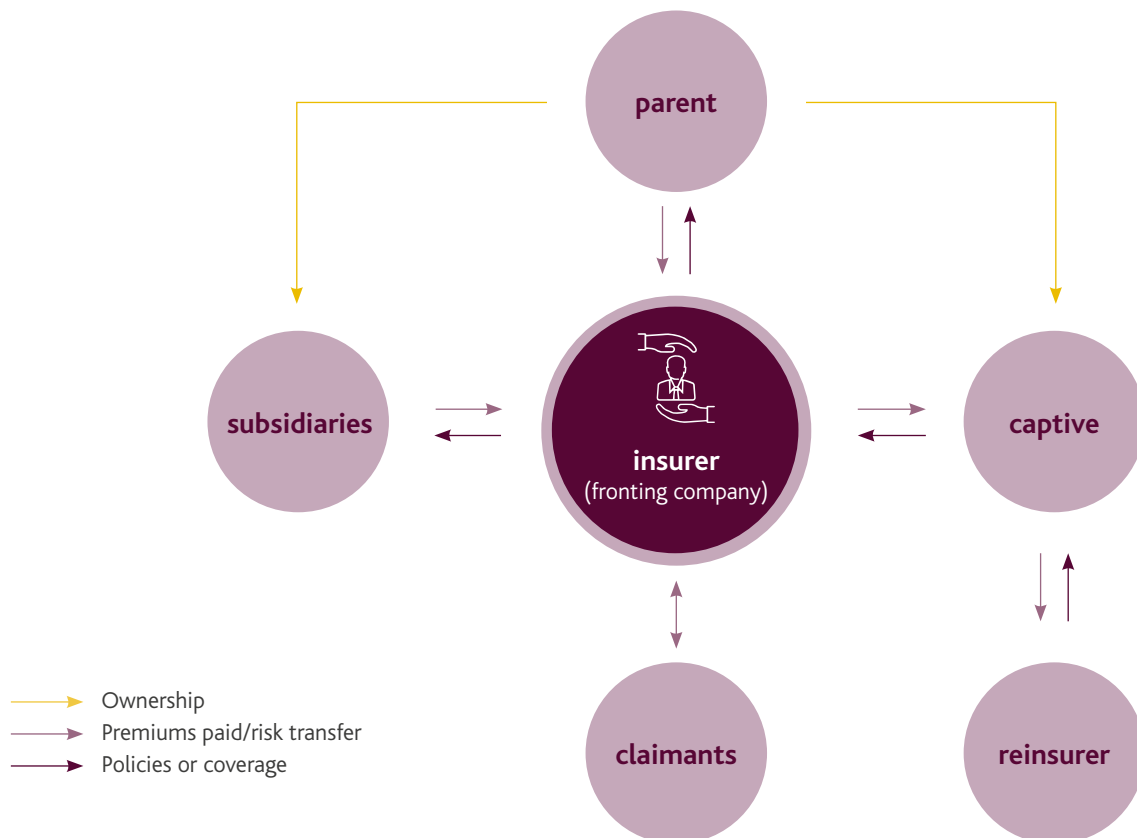 parent
subsidiaries
insurer
(fronting company)
captive
Ownership
Premiums paid/risk transfer
Policies or coverage
claimants
reinsurer